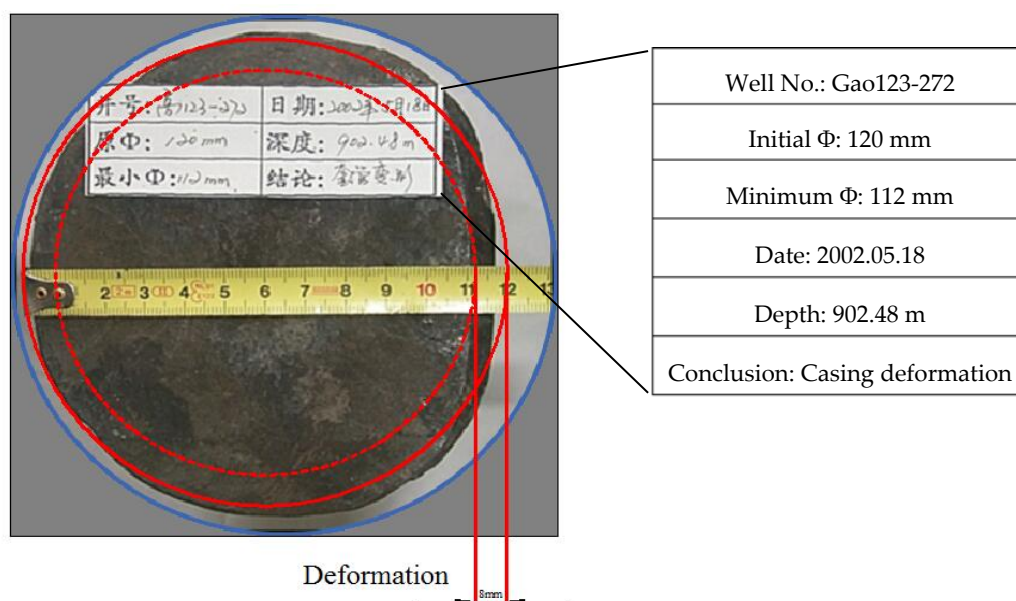 井号: 高123-272 日期: 2002年5月18日
原Φ: 120mm 深度: 902.48m
最小Φ: 112mm. 结论: 套管变形
2 3 4 5 6 7 8 9 10 11 12 13
Well No.: Gao123-272
Initial Φ: 120 mm
Minimum Φ: 112 mm
Date: 2002.05.18
Depth: 902.48 m
Conclusion: Casing deformation
Deformation
8mm